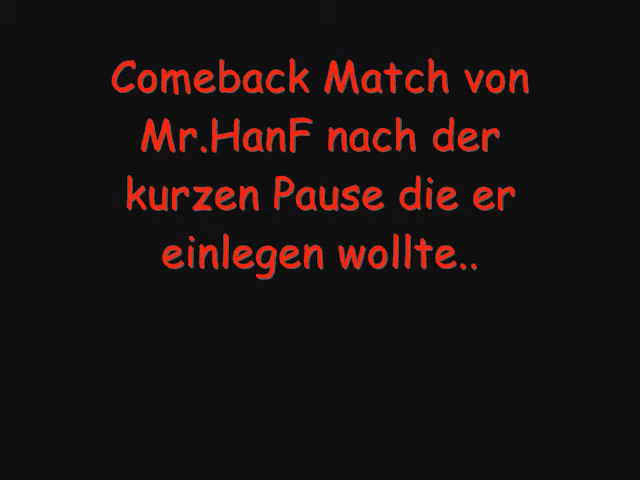 Comeback Match von
Mr.HanF nach der
kurzen Pause die er
einlegen wollte..